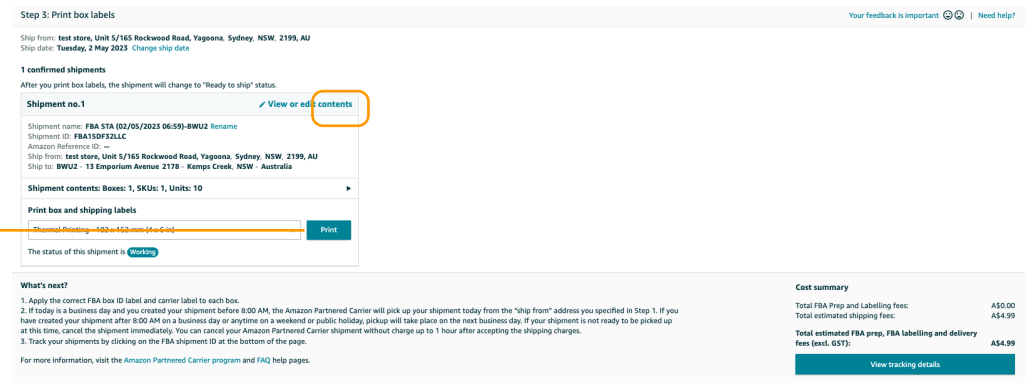 Step 3: Print box labels
Your feedback is important | Need help?
Ship from: test store, Unit 5/165 Rockwood Road, Yagoona, Sydney, NSW, 2199, AU
Ship date: Tuesday, 2 May 2023 Change ship date
1 confirmed shipments
After you print box labels, the shipment will change to "Ready to ship" status.
Shipment no.1
View or edit contents
Shipment name: FBA STA (02/05/2023 06:59)-BWU2 Rename
Shipment ID: FBA15DF32LLC
Amazon Reference ID: --
Ship from: test store, Unit 5/165 Rockwood Road, Yagoona, Sydney, NSW, 2199, AU
Ship to: BWU2 - 13 Emporium Avenue 2178 - Kemps Creek, NSW - Australia
Shipment contents: Boxes: 1, SKUs: 1, Units: 10
Print box and shipping labels
Thermal Printing - 102 x 152 mm (4 x 6 in)
Print
The status of this shipment is Working
What's next?
1. Apply the correct FBA box ID label and carrier label to each box.
2. If today is a business day and you created your shipment before 8:00 AM, the Amazon Partnered Carrier will pick up your shipment today from the "ship from" address you specified in Step 1. If you
have created your shipment after 8:00 AM on a business day or anytime on a weekend or public holiday, pickup will take place on the next business day. If your shipment is not ready to be picked up
at this time, cancel the shipment immediately. You can cancel your Amazon Partnered Carrier shipment without charge up to 1 hour after accepting the shipping charges.
3. Track your shipments by clicking on the FBA shipment ID at the bottom of the page.
For more information, visit the Amazon Partnered Carrier program and FAQ help pages.
Cost summary
Total FBA Prep and Labelling fees: A$0.00
Total estimated shipping fees: A$4.99
Total estimated FBA prep, FBA labelling and delivery
fees (excl. GST): A$4.99
View tracking details